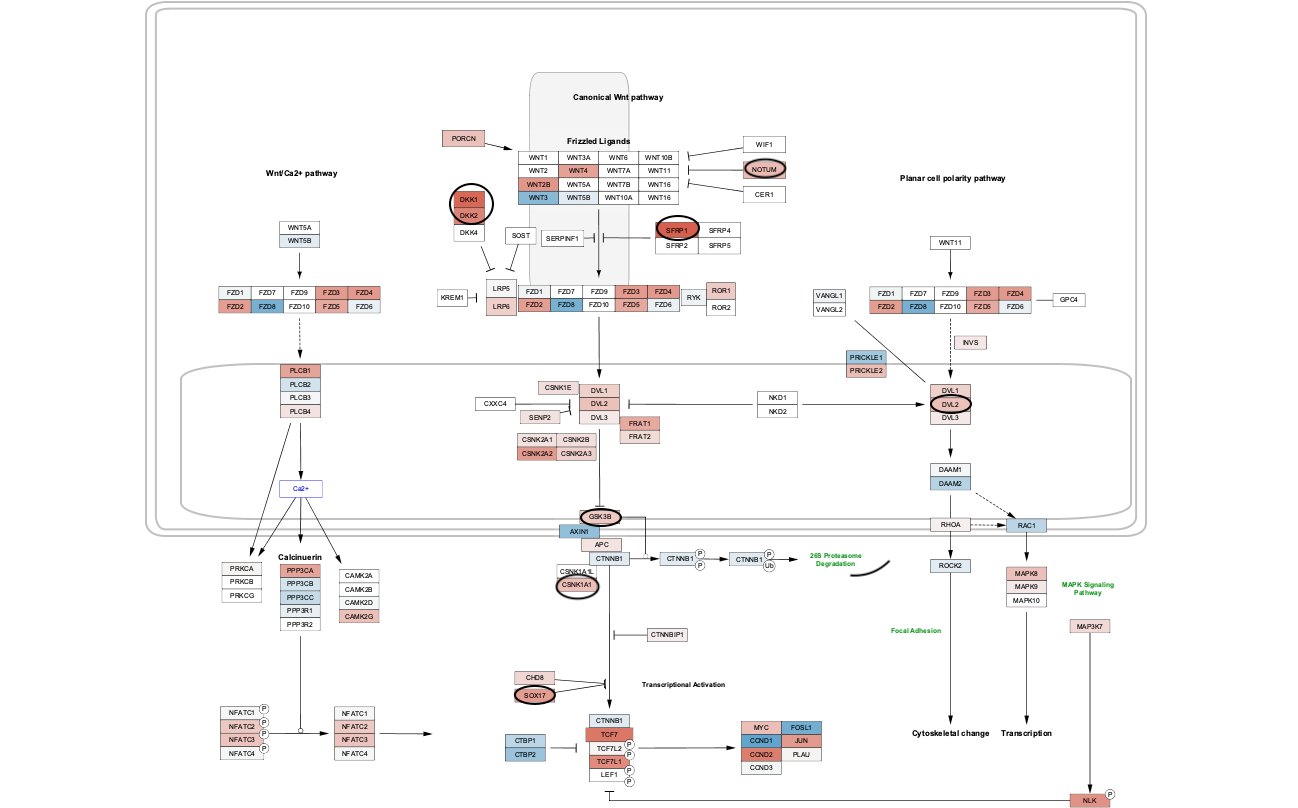 Canonical Wnt pathway
PORCN
Frizzled Ligands
WIF1
WNT1 WNT3A WNT6 WNT10B
WNT2 WNT4 WNT7A WNT11
WNT2B WNT5A WNT7B WNT16
WNT3 WNT5B WNT10A WNT16
NOTUM
CER1
Wnt/Ca2+ pathway
Planar cell polarity pathway
DKK1
DKK2
DKK4
SOST
SERPINF1
SFRP1 SFRP4
SFRP2 SFRP5
WNT5A
WNT5B
WNT11
FZD1 FZD7 FZD9 FZD3 FZD4
FZD2 FZD8 FZD10 FZD5 FZD6
KREM1
LRP5
LRP6
FZD1 FZD7 FZD9 FZD3 FZD4
FZD2 FZD8 FZD10 FZD5 FZD6
RYK
ROR1
ROR2
VANGL1
VANGL2
FZD1 FZD7 FZD9 FZD3 FZD4
FZD2 FZD8 FZD10 FZD5 FZD6
GPC4
INVS
PRICKLE1
PRICKLE2
PLCB1
PLCB2
PLCB3
PLCB4
CSNK1E
CXXC4
SENP2
DVL1
DVL2
DVL3
FRAT1
FRAT2
CSNK2A1 CSNK2B
CSNK2A2 CSNK2A3
NKD1
NKD2
DVL1
DVL2
DVL3
DAAM1
DAAM2
Ca2+
GSK3B
AXIN1
APC
CTNNB1
CSNK1A1L
CSNK1A1
CTNNB1
P
P
CTNNB1
P
Ub
26S Proteasome
Degradation
RHOA
RAC1
ROCK2
Calcinuerin
PRKCA
PRKCB
PRKCG
PPP3CA
PPP3CB
PPP3CC
PPP3R1
PPP3R2
CAMK2A
CAMK2B
CAMK2D
CAMK2G
MAPK8
MAPK9
MAPK10
MAPK Signaling
Pathway
MAP3K7
Focal Adhesion
CTNNBIP1
CHD8
SOX17
Transcriptional Activation
NFATC1 P
NFATC2 P
NFATC3 P
NFATC4 P
NFATC1
NFATC2
NFATC3
NFATC4
CTBP1
CTBP2
CTNNB1
TCF7
TCF7L2 P
TCF7L1 P
LEF1 P
P
MYC FOSL1
CCND1 JUN
CCND2 PLAU
CCND3
Cytoskeletal change
Transcription
NLK P